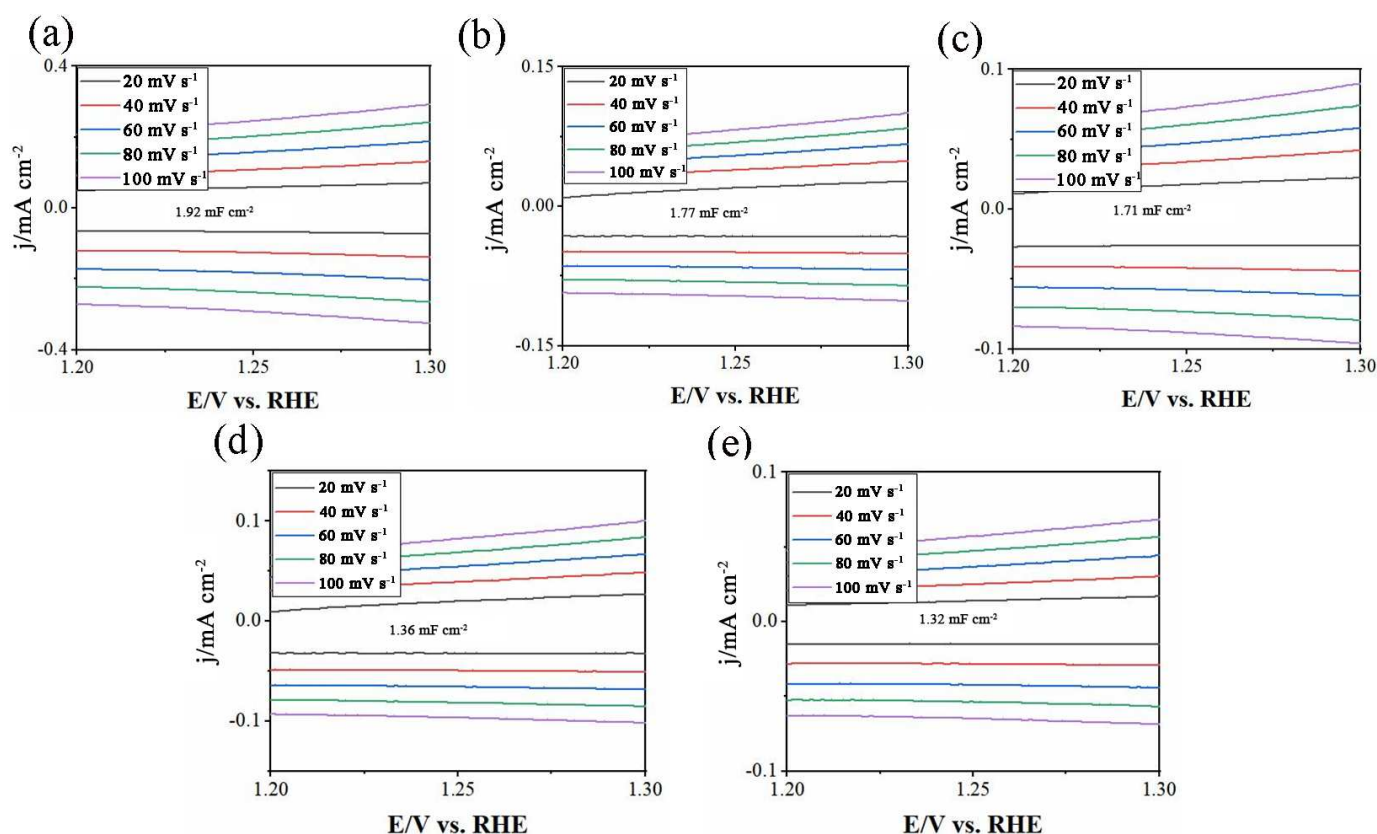 (a)
0.4
20 mV s⁻¹
40 mV s⁻¹
60 mV s⁻¹
80 mV s⁻¹
100 mV s⁻¹
0.0
-0.4
1.92 mF cm⁻²
j/mA cm⁻²
1.20
1.25
1.30
E/V vs. RHE
(b)
0.15
20 mV s⁻¹
40 mV s⁻¹
60 mV s⁻¹
80 mV s⁻¹
100 mV s⁻¹
0.00
-0.15
1.77 mF cm⁻²
j/mA cm⁻²
1.20
1.25
1.30
E/V vs. RHE
(c)
0.1
20 mV s⁻¹
40 mV s⁻¹
60 mV s⁻¹
80 mV s⁻¹
100 mV s⁻¹
0.0
-0.1
1.71 mF cm⁻²
j/mA cm⁻²
1.20
1.25
1.30
E/V vs. RHE
(d)
20 mV s⁻¹
40 mV s⁻¹
60 mV s⁻¹
80 mV s⁻¹
100 mV s⁻¹
0.1
0.0
-0.1
1.36 mF cm⁻²
j/mA cm⁻²
1.20
1.25
1.30
E/V vs. RHE
(e)
0.1
20 mV s⁻¹
40 mV s⁻¹
60 mV s⁻¹
80 mV s⁻¹
100 mV s⁻¹
0.0
-0.1
1.32 mF cm⁻²
j/mA cm⁻²
1.20
1.25
1.30
E/V vs. RHE